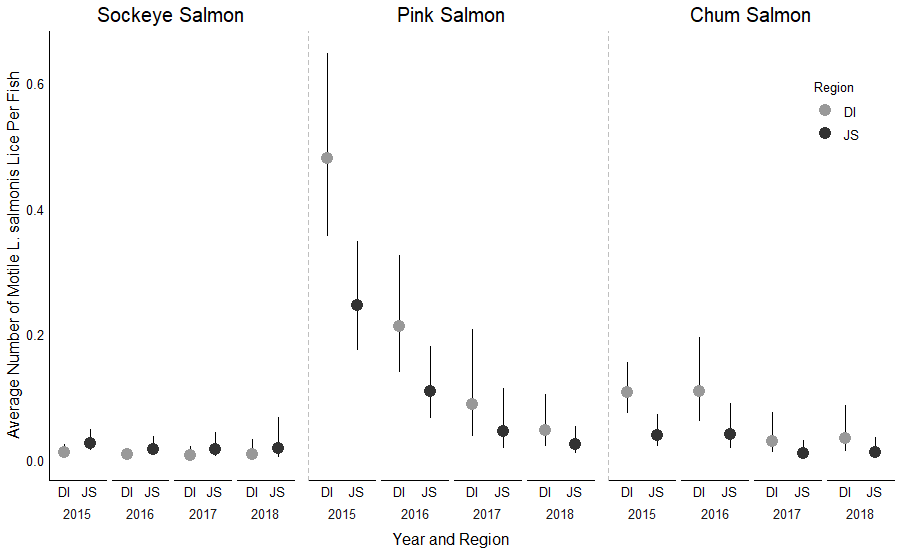 Sockeye Salmon Pink Salmon Chum Salmon
Average Number of Motile L. salmonis Lice Per Fish
0.6
0.4
0.2
0.0
Region
DI
JS
DI JS DI JS DI JS DI JS DI JS DI JS DI JS DI JS DI JS DI JS DI JS DI JS
2015 2016 2017 2018 2015 2016 2017 2018 2015 2016 2017 2018
Year and Region